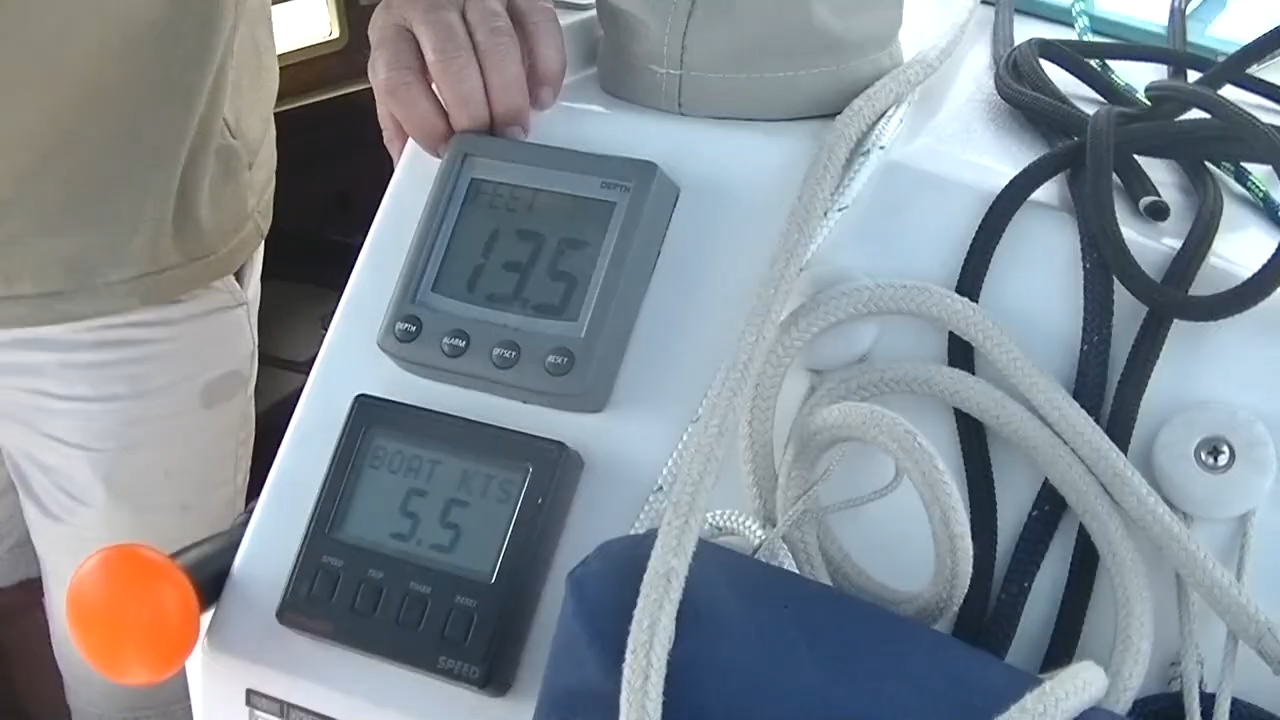 DEPTH
FEET
13.5
DEPTH ALARM OFFSET RESET
BOAT KTS
5.5
SPEED TRIP TIMER RESET
SPEED